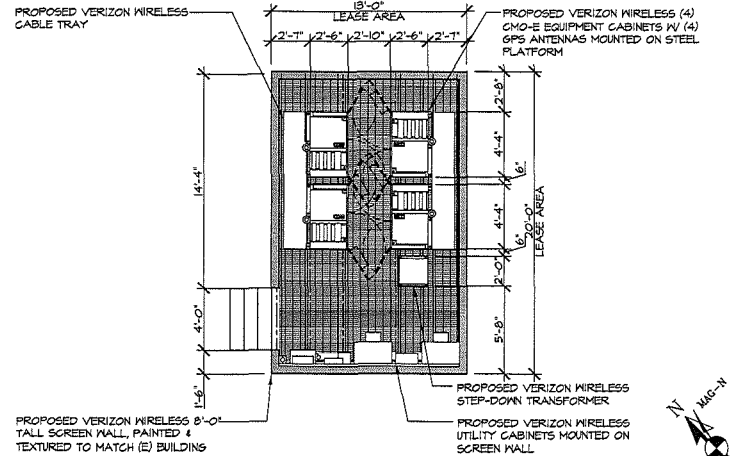 PROPOSED VERIZON WIRELESS
CABLE TRAY
13'-0"
LEASE AREA
2'-7" 2'-6" 2'-10" 2'-6" 2'-7"
PROPOSED VERIZON WIRELESS (4)
CMO-E EQUIPMENT CABINETS W/ (4)
GPS ANTENNAS MOUNTED ON STEEL
PLATFORM
14'-4"
4'-0"
1'-6"
2'-8"
4'-4"
6"
4'-4"
6"
2'-0"
5'-8"
20'-0"
LEASE AREA
PROPOSED VERIZON WIRELESS
STEP-DOWN TRANSFORMER
PROPOSED VERIZON WIRELESS
UTILITY CABINETS MOUNTED ON
SCREEN WALL
PROPOSED VERIZON WIRELESS 8'-0"
TALL SCREEN WALL, PAINTED &
TEXTURED TO MATCH (E) BUILDING
N
MAG-N